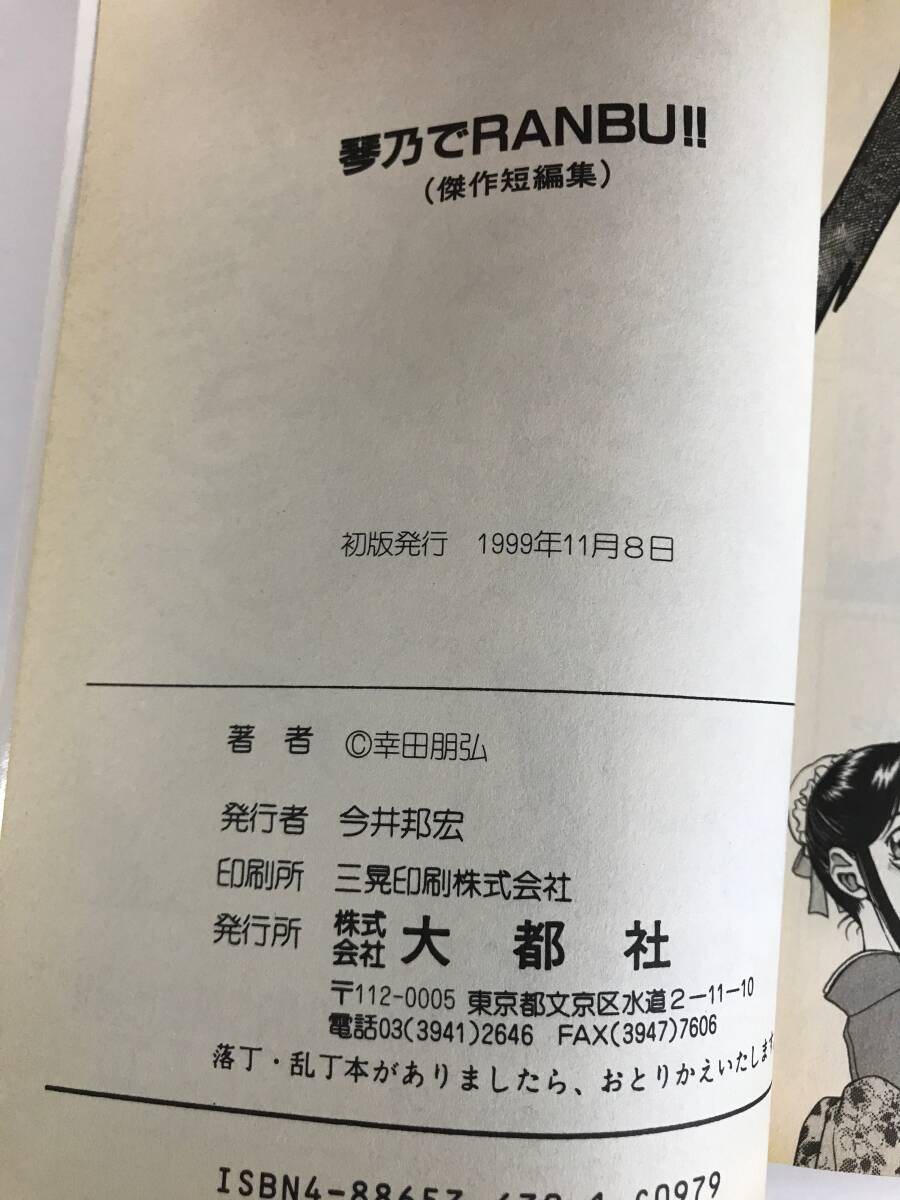 琴乃でRANBU!!
(傑作短編集)
初版発行 1999年11月8日
著者 ©幸田朋弘
発行者 今井邦宏
印刷所 三晃印刷株式会社
発行所 株式会社 大都社
〒112-0005 東京都文京区水道2-11-10
電話03(3941)2646 FAX(3947)7606
落丁・乱丁本がありましたら、おとりかえいたします
ISBN4-88653-